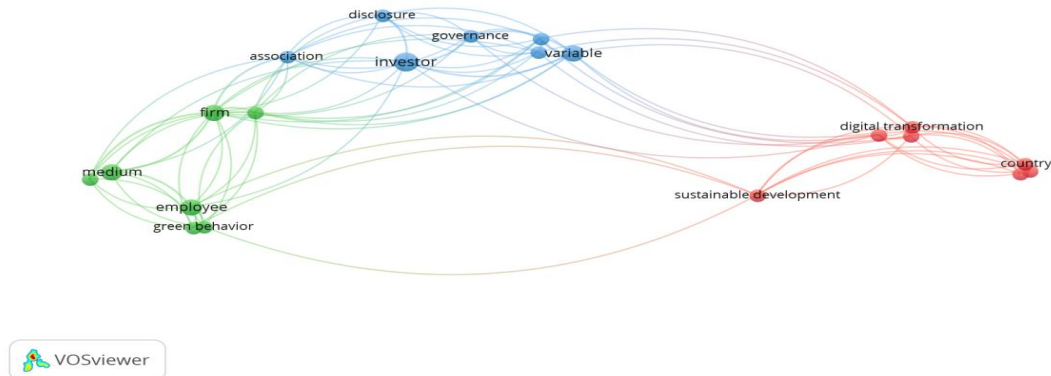 disclosure
governance
association
investor
variable
firm
digital transformation
country
medium
sustainable development
employee
green behavior
VOSviewer